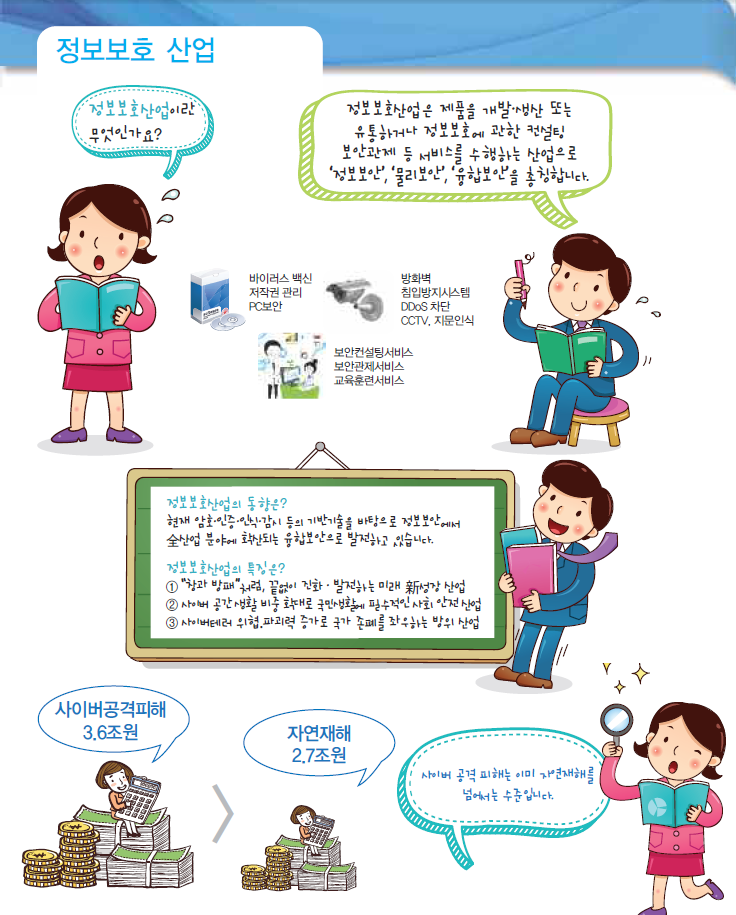 정보보호 산업
정보보호산업이란
무엇인가요?
정보보호산업은 제품을 개발·생산 또는
유통하거나 정보보호에 관한 컨설팅
보안관제 등 서비스를 수행하는 산업으로
'정보보안', '물리보안', '융합보안'을 총칭합니다.
바이러스 백신
저작권 관리
PC보안
방화벽
침입방지시스템
DDoS 차단
CCTV, 지문인식
보안컨설팅서비스
보안관제서비스
교육훈련서비스
정보보호산업의 동향은?
현재 암호·인증·인식·감시 등의 기반기술을 바탕으로 정보보안에서
全산업 분야에 확산되는 융합보안으로 발전하고 있습니다.
정보보호산업의 특징은?
① "창과 방패"처럼, 끝없이 진화·발전하는 미래 新성장 산업
② 사이버 공간 생활 비중 확대로 국민생활에 필수적인 사회 안전 산업
③ 사이버테러 위협.파괴력 증가로 국가 존폐를 좌우하는 방위 산업
사이버공격피해
3.6조원
자연재해
2.7조원
사이버 공격 피해는 이미 자연재해를
넘어서는 수준입니다.